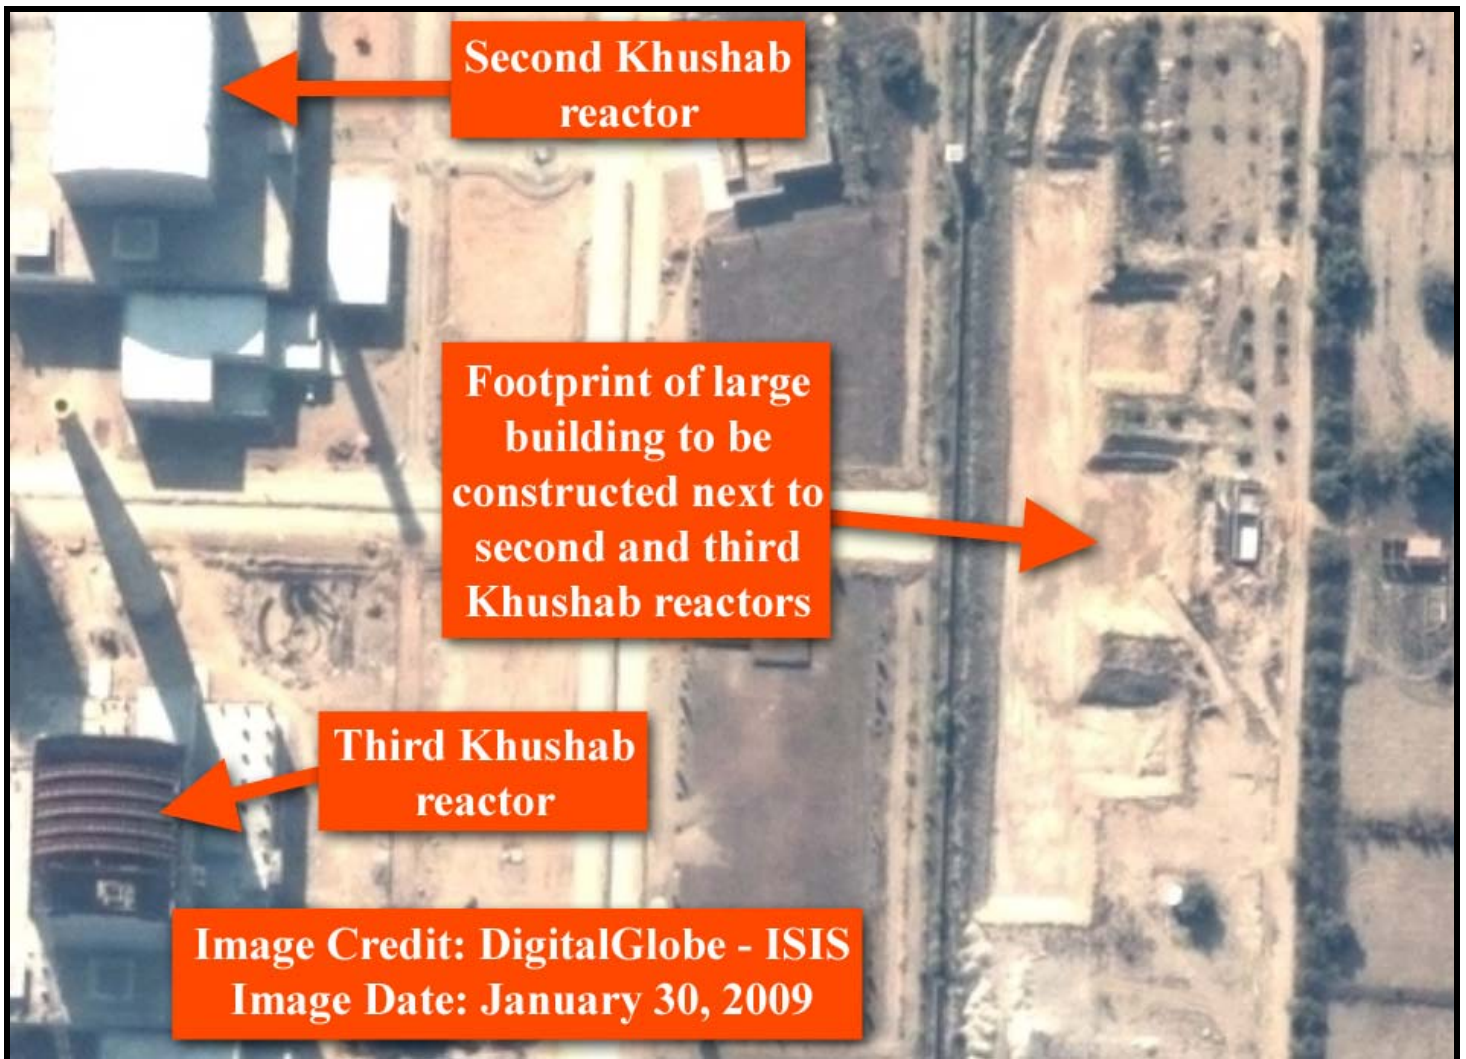 Second Khushab
reactor
Footprint of large
building to be
constructed next to
second and third
Khushab reactors
Third Khushab
reactor
Image Credit: DigitalGlobe - ISIS
Image Date: January 30, 2009